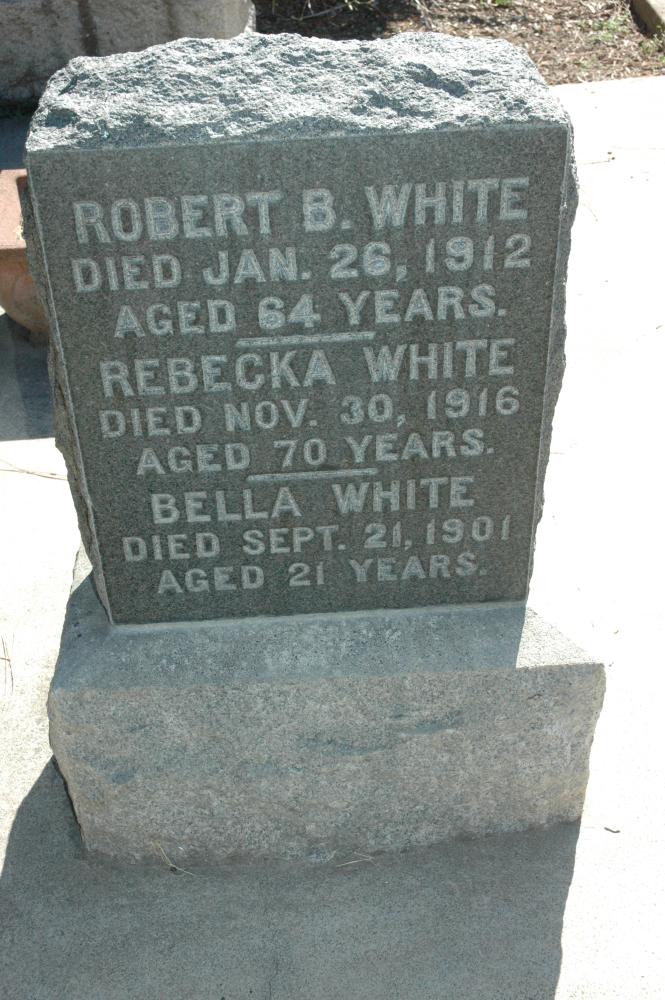 ROBERT B. WHITE
DIED JAN. 26, 1912
AGED 64 YEARS.
REBECKA WHITE
DIED NOV. 30, 1916
AGED 70 YEARS.
BELLA WHITE
DIED SEPT. 21, 1901
AGED 21 YEARS.